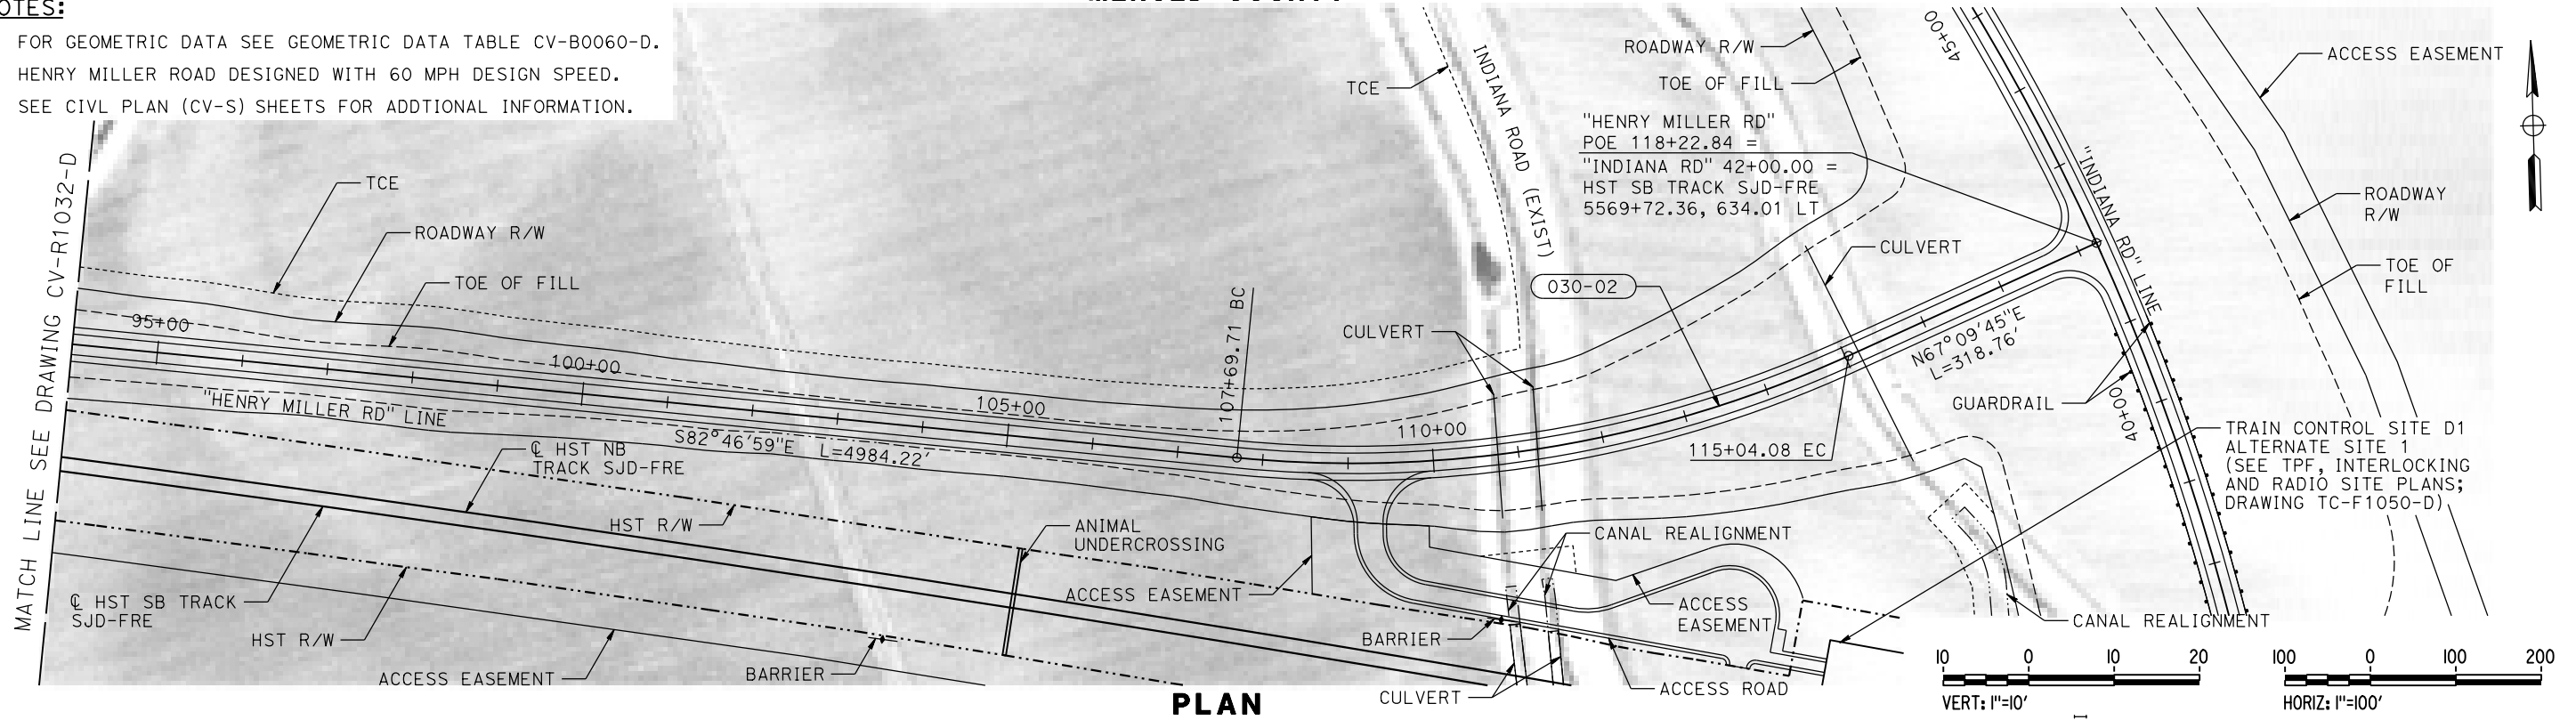 NOTES:
FOR GEOMETRIC DATA SEE GEOMETRIC DATA TABLE CV-B0060-D.
HENRY MILLER ROAD DESIGNED WITH 60 MPH DESIGN SPEED.
SEE CIVL PLAN (CV-S) SHEETS FOR ADDTIONAL INFORMATION.
MATCH LINE SEE DRAWING CV-R1032-D
TCE
ROADWAY R/W
TOE OF FILL
95+00
100+00
105+00
107+69.71 BC
110+00
"HENRY MILLER RD" LINE
S82°46'59"E L=4984.22'
℄ HST NB
TRACK SJD-FRE
HST R/W
ANIMAL
UNDERCROSSING
℄ HST SB TRACK
SJD-FRE
HST R/W
ACCESS EASEMENT
BARRIER
ACCESS EASEMENT
TCE
INDIANA ROAD (EXIST)
ROADWAY R/W
TOE OF FILL
"HENRY MILLER RD"
POE 118+22.84 =
"INDIANA RD" 42+00.00 =
HST SB TRACK SJD-FRE
5569+72.36, 634.01 LT
CULVERT
030-02
CULVERT
45+00
"INDIANA RD" LINE
N67°09'45"E
L=318.76'
GUARDRAIL
40+00
115+04.08 EC
CANAL REALIGNMENT
ACCESS
EASEMENT
BARRIER
CULVERT
ACCESS ROAD
CANAL REALIGNMENT
ACCESS EASEMENT
ROADWAY
R/W
TOE OF
FILL
TRAIN CONTROL SITE D1
ALTERNATE SITE 1
(SEE TPF, INTERLOCKING
AND RADIO SITE PLANS;
DRAWING TC-F1050-D)
PLAN
10 0 10 20
VERT: 1"=10'
100 0 100 200
HORIZ: 1"=100'